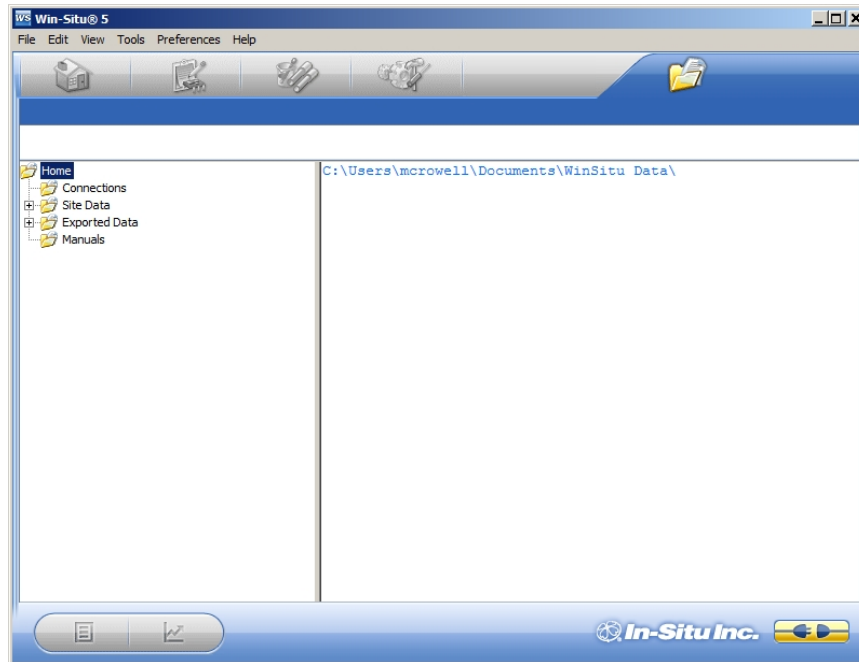 WS Win-Situ® 5
File Edit View Tools Preferences Help
Home
C:\Users\mcrowell\Documents\WinSitu Data\
Connections
Site Data
Exported Data
Manuals
In-Situ Inc.